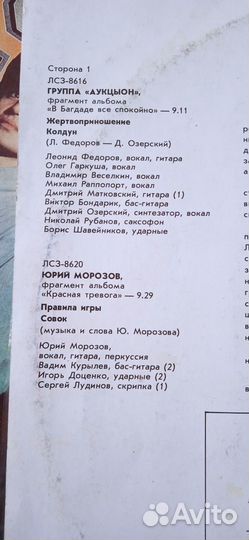 Сторона 1
ЛСЗ-8616
ГРУППА «АУКЦЫОН»,
фрагмент альбома
«В Багдаде все спокойно» — 9.11
Жертвоприношение
Колдун
(Л. Федоров — Д. Озерский)
Леонид Федоров, вокал, гитара
Олег Гаркуша, вокал
Владимир Веселкин, вокал
Михаил Раппопорт, вокал
Дмитрий Матковский, гитара (1)
Виктор Бондарик, бас-гитара
Дмитрий Озерский, синтезатор, вокал
Николай Рубанов, саксофон
Борис Шавейников, ударные
ЛСЗ-8620
ЮРИЙ МОРОЗОВ,
фрагмент альбома
«Красная тревога» — 9.29
Правила игры
Совок
(музыка и слова Ю. Морозова)
Юрий Морозов,
вокал, гитара, перкуссия
Вадим Курылев, бас-гитара (2)
Игорь Доценко, ударные (2)
Сергей Лудинов, скрипка (1)
Avito